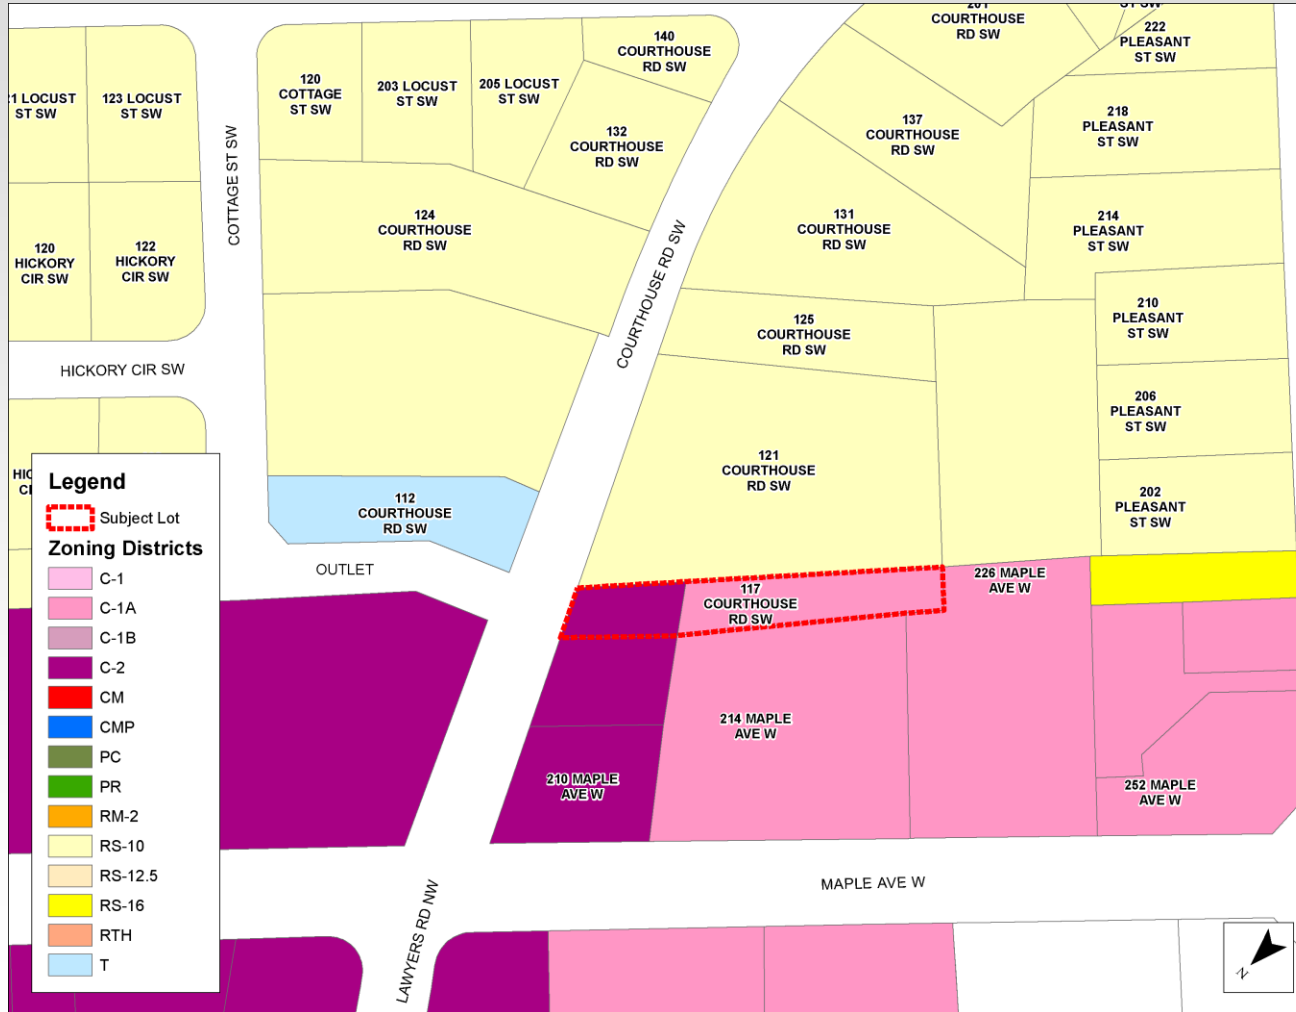 201
COURTHOUSE
RD SW
ST SW
222
PLEASANT
ST SW
140
COURTHOUSE
RD SW
120
COTTAGE
ST SW
203 LOCUST
ST SW
205 LOCUST
ST SW
LOCUST
ST SW
123 LOCUST
ST SW
132
COURTHOUSE
RD SW
137
COURTHOUSE
RD SW
218
PLEASANT
ST SW
COTTAGE ST SW
124
COURTHOUSE
RD SW
131
COURTHOUSE
RD SW
214
PLEASANT
ST SW
120
HICKORY
CIR SW
122
HICKORY
CIR SW
COURTHOUSE RD SW
125
COURTHOUSE
RD SW
210
PLEASANT
ST SW
HICKORY CIR SW
206
PLEASANT
ST SW
121
COURTHOUSE
RD SW
202
PLEASANT
ST SW
112
COURTHOUSE
RD SW
OUTLET
117
COURTHOUSE
RD SW
226 MAPLE
AVE W
214 MAPLE
AVE W
210 MAPLE
AVE W
252 MAPLE
AVE W
MAPLE AVE W
LAWYERS RD NW
Legend
Subject Lot
Zoning Districts
C-1
C-1A
C-1B
C-2
CM
CMP
PC
PR
RM-2
RS-10
RS-12.5
RS-16
RTH
T
N